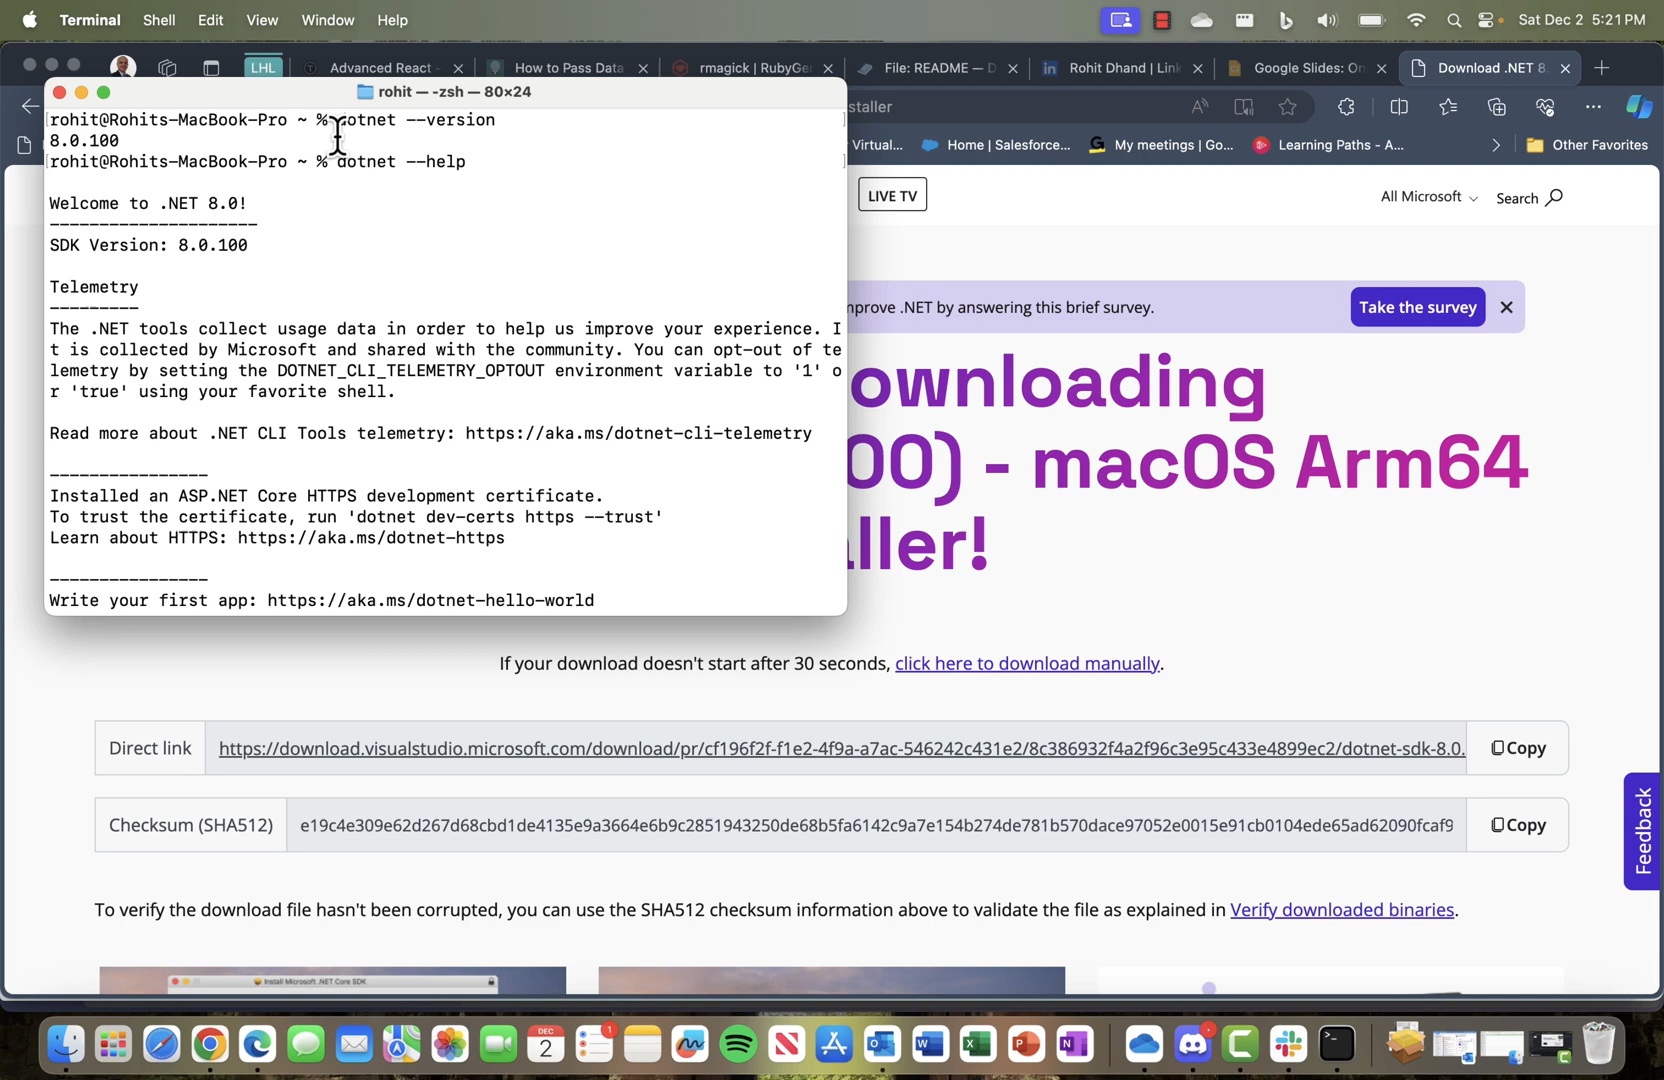 Terminal Shell Edit View Window Help
Sat Dec 2 5:21 PM
LHL
Advanced React -
How to Pass Data
rmagick | RubyGe
File: README — D
Rohit Dhand | Link
Google Slides: On
Download .NET 8.
rohit — -zsh — 80×24
staller
Virtual...
Home | Salesforce...
My meetings | Go...
Learning Paths - A...
Other Favorites
rohit@Rohits-MacBook-Pro ~ % dotnet --version
8.0.100
rohit@Rohits-MacBook-Pro ~ % dotnet --help
Welcome to .NET 8.0!
---------------------
SDK Version: 8.0.100
Telemetry
---------
The .NET tools collect usage data in order to help us improve your experience. I
t is collected by Microsoft and shared with the community. You can opt-out of te
lemetry by setting the DOTNET_CLI_TELEMETRY_OPTOUT environment variable to '1' o
r 'true' using your favorite shell.
Read more about .NET CLI Tools telemetry: https://aka.ms/dotnet-cli-telemetry
----------------
Installed an ASP.NET Core HTTPS development certificate.
To trust the certificate, run 'dotnet dev-certs https --trust'
Learn about HTTPS: https://aka.ms/dotnet-https
----------------
Write your first app: https://aka.ms/dotnet-hello-world
LIVE TV
All Microsoft
Search
nprove .NET by answering this brief survey.
Take the survey
ownloading
00) - macOS Arm64
aller!
If your download doesn't start after 30 seconds, click here to download manually.
Direct link
https://download.visualstudio.microsoft.com/download/pr/cf196f2f-f1e2-4f9a-a7ac-546242c431e2/8c386932f4a2f96c3e95c433e4899ec2/dotnet-sdk-8.0.
Copy
Checksum (SHA512)
e19c4e309e62d267d68cbd1de4135e9a3664e6b9c2851943250de68b5fa6142c9a7e154b274de781b570dace97052e0015e91cb0104ede65ad62090fcaf9
Copy
Feedback
To verify the download file hasn't been corrupted, you can use the SHA512 checksum information above to validate the file as explained in Verify downloaded binaries.
Install Microsoft .NET Core SDK
DEC
2
1